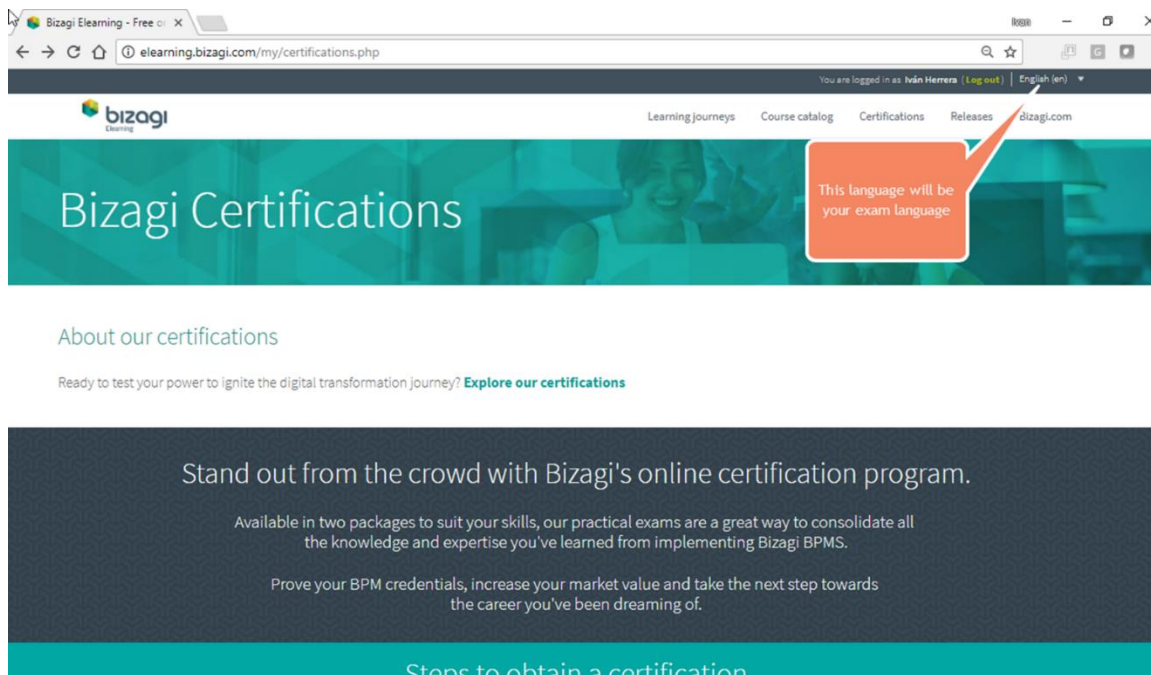 Bizagi Elearning - Free o
Ivan
elearning.bizagi.com/my/certifications.php
You are logged in as Iván Herrera (Log out) | English (en)
bizagi
Elearning
Learning journeys Course catalog Certifications Releases Bizagi.com
This language will be
your exam language
Bizagi Certifications
About our certifications
Ready to test your power to ignite the digital transformation journey? Explore our certifications
Stand out from the crowd with Bizagi's online certification program.
Available in two packages to suit your skills, our practical exams are a great way to consolidate all
the knowledge and expertise you've learned from implementing Bizagi BPMS.
Prove your BPM credentials, increase your market value and take the next step towards
the career you've been dreaming of.
Steps to obtain a certification